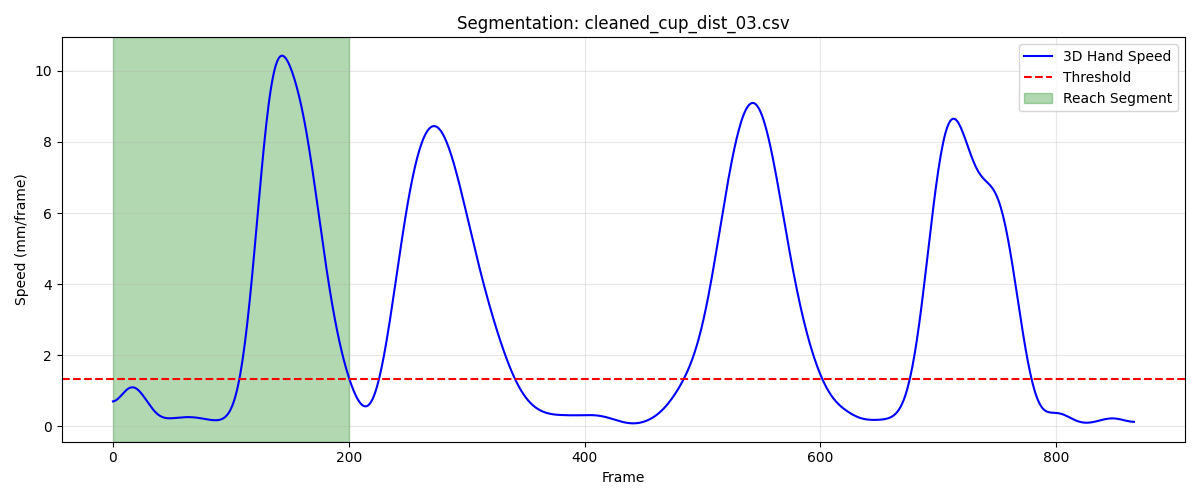 Segmentation: cleaned_cup_dist_03.csv
3D Hand Speed
Threshold
Reach Segment
Speed (mm/frame)
10
8
6
4
2
0
0 200 400 600 800
Frame